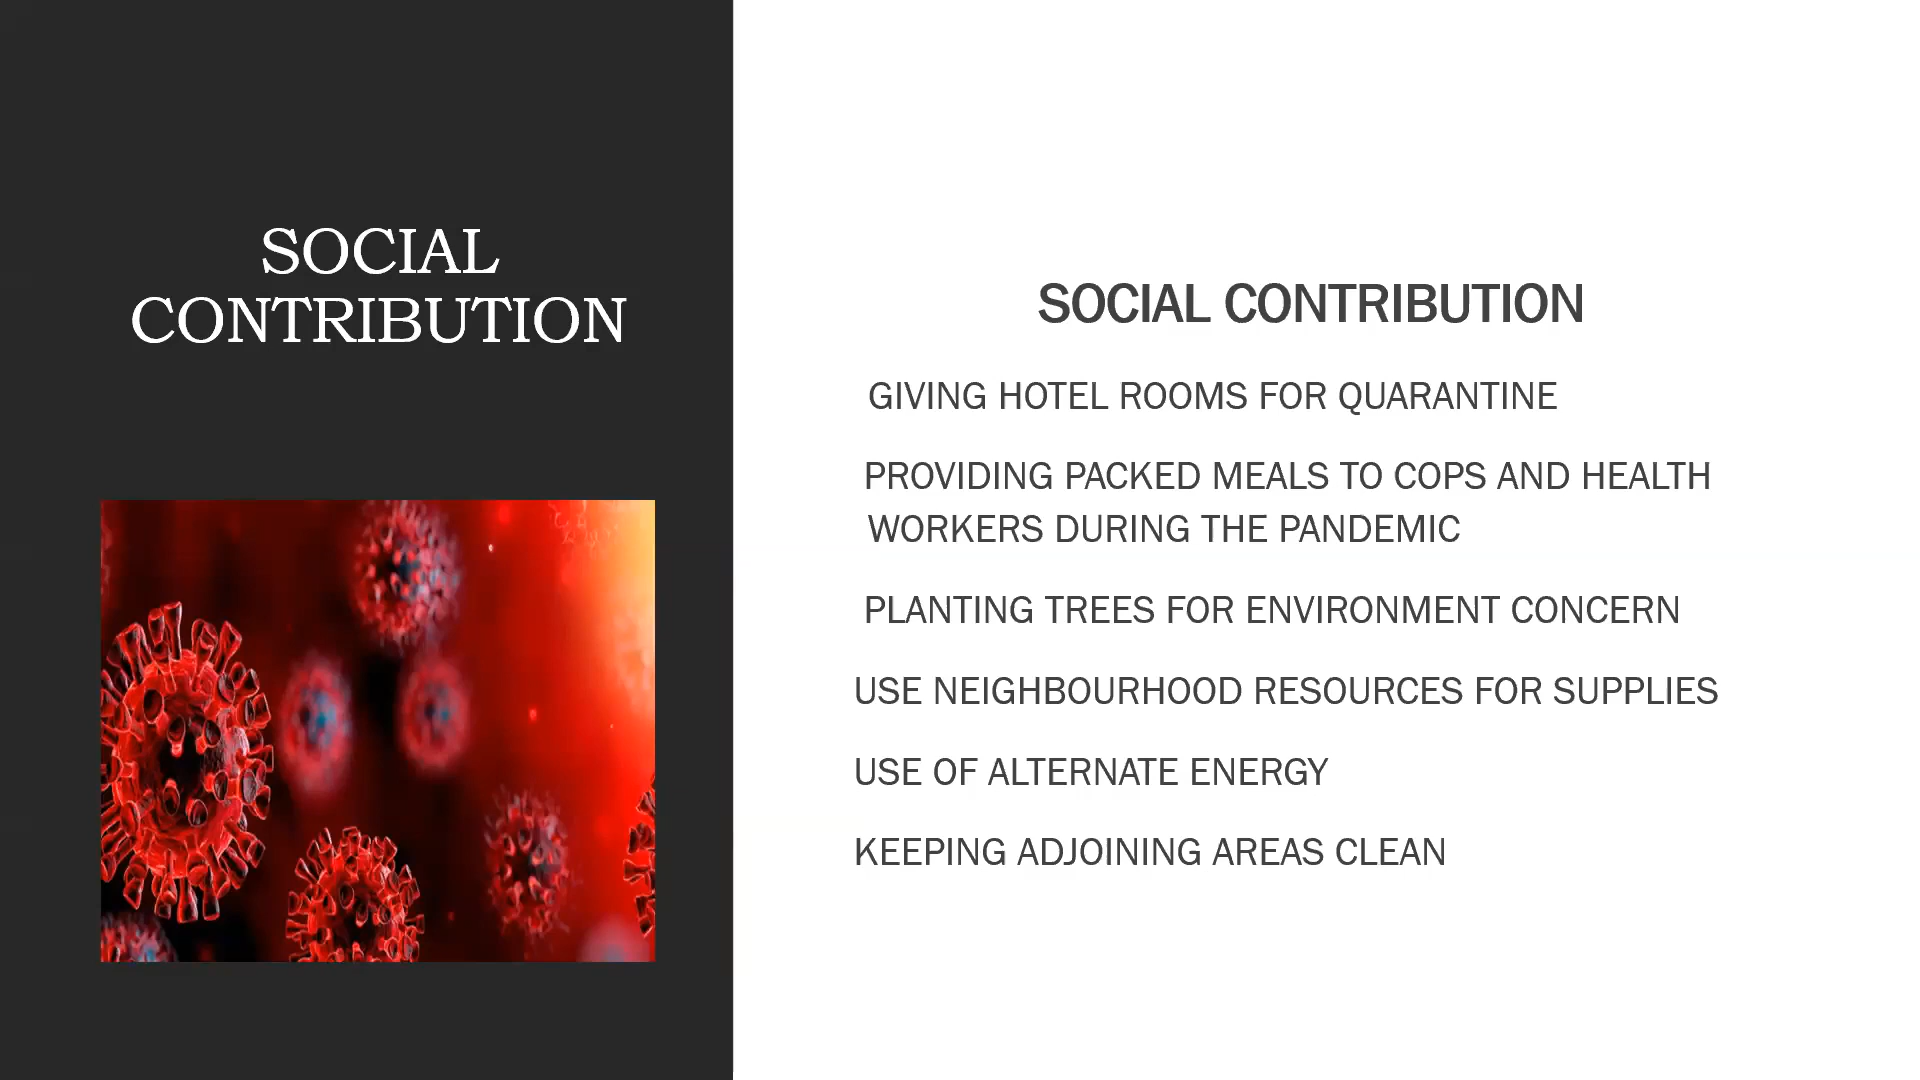 SOCIAL
CONTRIBUTION
SOCIAL CONTRIBUTION
GIVING HOTEL ROOMS FOR QUARANTINE
PROVIDING PACKED MEALS TO COPS AND HEALTH
WORKERS DURING THE PANDEMIC
PLANTING TREES FOR ENVIRONMENT CONCERN
USE NEIGHBOURHOOD RESOURCES FOR SUPPLIES
USE OF ALTERNATE ENERGY
KEEPING ADJOINING AREAS CLEAN